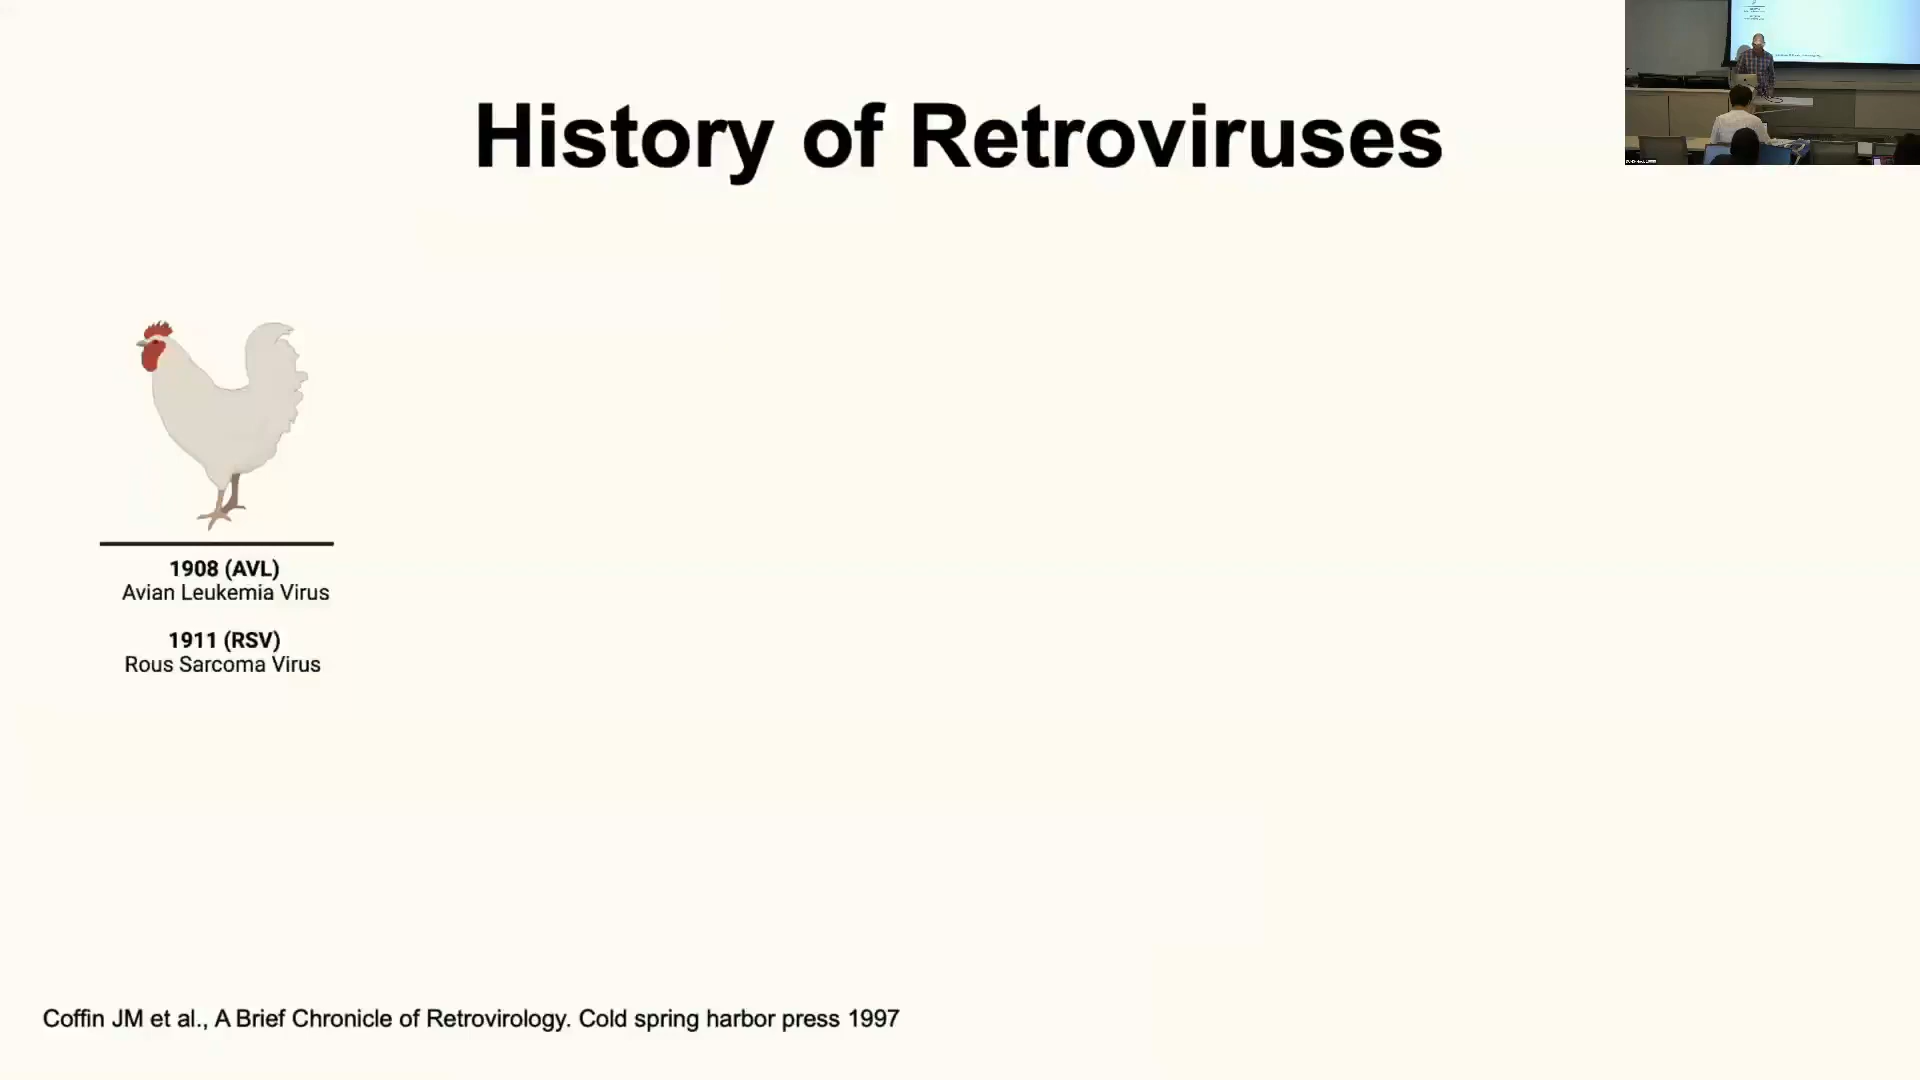 History of Retroviruses
1908 (AVL)
Avian Leukemia Virus
1911 (RSV)
Rous Sarcoma Virus
Coffin JM et al., A Brief Chronicle of Retrovirology. Cold spring harbor press 1997